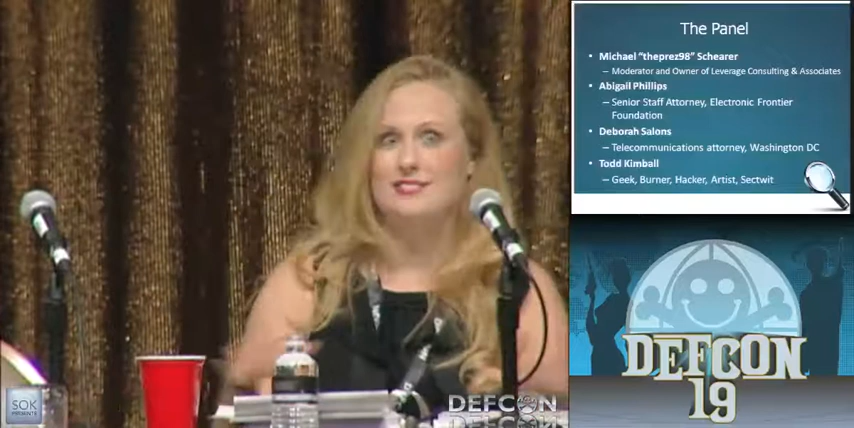 The Panel
• Michael "theprez98" Schearer
– Moderator and Owner of Leverage Consulting & Associates
• Abigail Phillips
– Senior Staff Attorney, Electronic Frontier
Foundation
• Deborah Salons
– Telecommunications attorney, Washington DC
• Todd Kimball
– Geek, Burner, Hacker, Artist, Sectwit
DEFCON
19
SOK
DEFCON